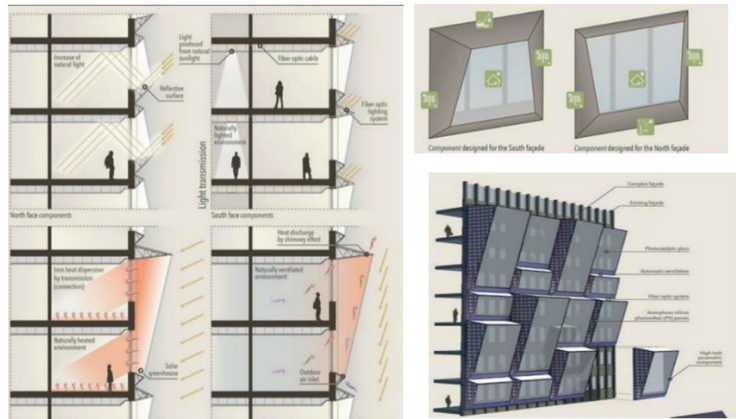 Increase of
natural light
Reflective
surface
North face components
Light
produced from
natural
sunlight
Fiber optic cable
Fiber optic
lighting
system
Naturally
lighted
environment
Light transmission
South face components
Less heat dispersion
by transmission
(convection)
Naturally heated
environment
Solar
greenhouse
Heat discharge
by chimney effect
Naturally ventilated
environment
Outdoor
air inlet
Component designed for the South façade
Component designed for the North façade
Complex façade
Existing façade
Photocatalytic glass
Automatic ventilation
Fiber optic system
Amorphous silicon
photovoltaic (PV) panels
High-tech
parametric
component